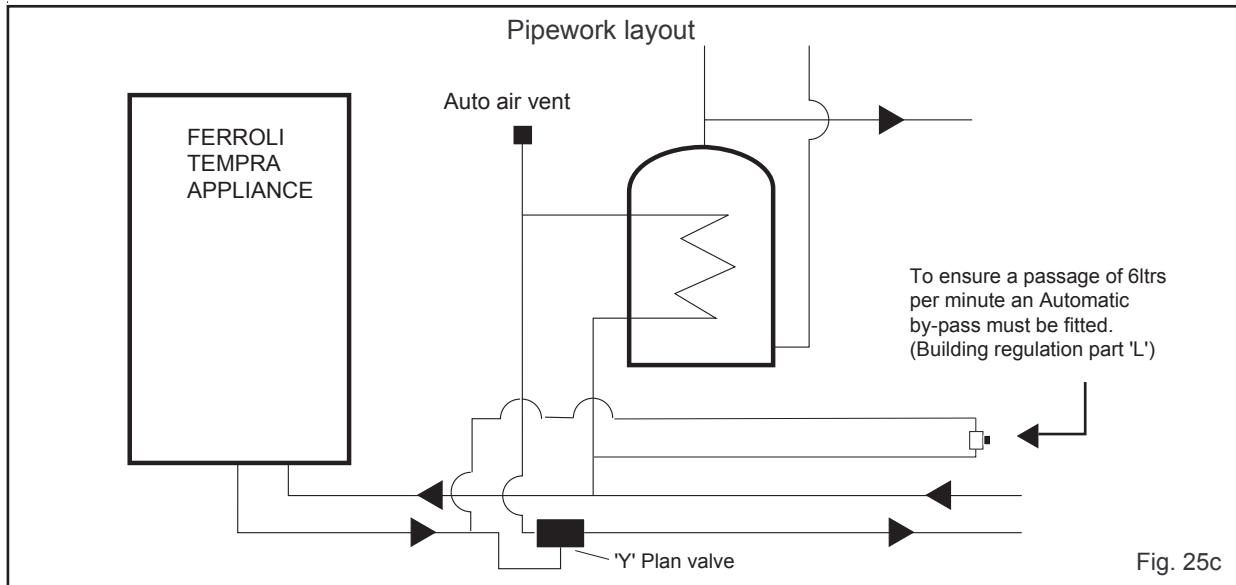 Pipework layout
Auto air vent
FERROLI
TEMPRA
APPLIANCE
To ensure a passage of 6ltrs
per minute an Automatic
by-pass must be fitted.
(Building regulation part 'L')
'Y' Plan valve
Fig. 25c